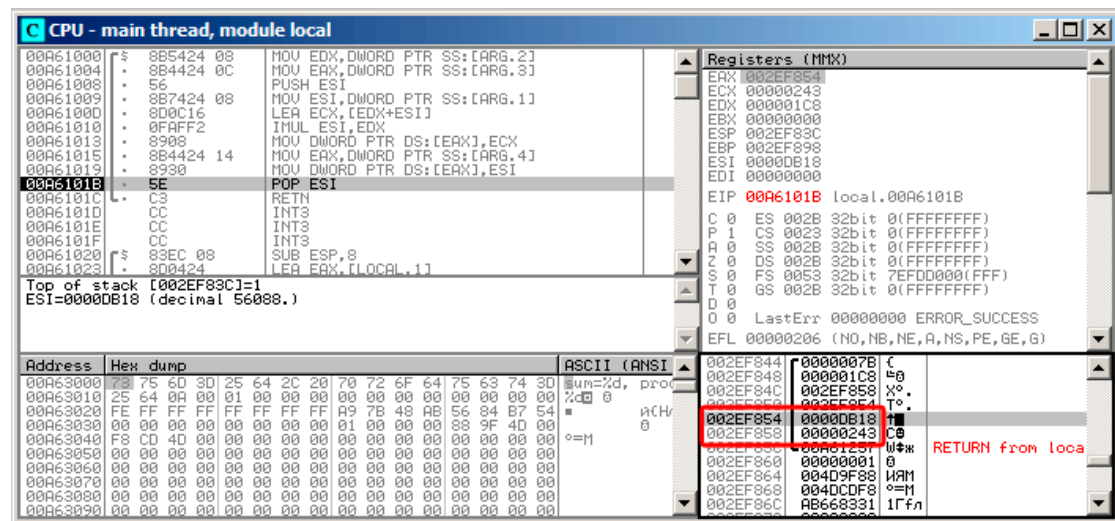 CPU - main thread, module local
00A61000 8B5424 08 MOV EDX,DWORD PTR SS:[ARG.2]
00A61004 8B4424 0C MOV EAX,DWORD PTR SS:[ARG.3]
00A61008 56 PUSH ESI
00A61009 8B7424 08 MOV ESI,DWORD PTR SS:[ARG.1]
00A6100D 8D0C16 LEA ECX,[EDX+ESI]
00A61010 0FAFF2 IMUL ESI,EDX
00A61013 8908 MOV DWORD PTR DS:[EAX],ECX
00A61015 8B4424 14 MOV EAX,DWORD PTR SS:[ARG.4]
00A61019 8930 MOV DWORD PTR DS:[EAX],ESI
00A6101B 5E POP ESI
00A6101C C3 RETN
00A6101D CC INT3
00A6101E CC INT3
00A6101F CC INT3
00A61020 83EC 08 SUB ESP,8
00A61023 8D0424 LEA EAX,[LOCAL.1]
Top of stack [002EF83C]=1
ESI=0000DB18 (decimal 56088.)
Registers (MMX)
EAX 002EF854
ECX 00000243
EDX 000001C8
EBX 00000000
ESP 002EF83C
EBP 002EF898
ESI 0000DB18
EDI 00000000
EIP 00A6101B local.00A6101B
C 0 ES 002B 32bit 0(FFFFFFFF)
P 1 CS 0023 32bit 0(FFFFFFFF)
A 0 SS 002B 32bit 0(FFFFFFFF)
Z 0 DS 002B 32bit 0(FFFFFFFF)
S 0 FS 0053 32bit 7EFDD000(FFF)
T 0 GS 002B 32bit 0(FFFFFFFF)
D 0
O 0 LastErr 00000000 ERROR_SUCCESS
EFL 00000206 (NO,NB,NE,A,NS,PE,GE,G)
Address Hex dump ASCII (ANSI
00A63000 73 75 6D 3D 25 64 2C 20 70 72 6F 64 75 63 74 3D sum=%d, prod
00A63010 25 64 0A 00 01 00 00 00 00 00 00 00 00 00 00 00 %d
00A63020 FE FF FF FF FF FF FF FF A9 7B 48 AB 56 84 B7 54
00A63030 00 00 00 00 00 00 00 00 01 00 00 00 88 9F 4D 00
00A63040 F8 CD 4D 00 00 00 00 00 00 00 00 00 00 00 00 00 °=M
00A63050 00 00 00 00 00 00 00 00 00 00 00 00 00 00 00 00
00A63060 00 00 00 00 00 00 00 00 00 00 00 00 00 00 00 00
00A63070 00 00 00 00 00 00 00 00 00 00 00 00 00 00 00 00
00A63080 00 00 00 00 00 00 00 00 00 00 00 00 00 00 00 00
00A63090 00 00 00 00 00 00 00 00 00 00 00 00 00 00 00 00
002EF844 0000007B {
002EF848 000001C8
002EF84C 002EF858 X°.
002EF854 T°.
002EF854 0000DB18
002EF858 00000243
RETURN from loca
002EF860 00000001
002EF864 004D9F88 ИЯМ
002EF868 004DCDF8 °=M
002EF86C AB668331 1Гfл